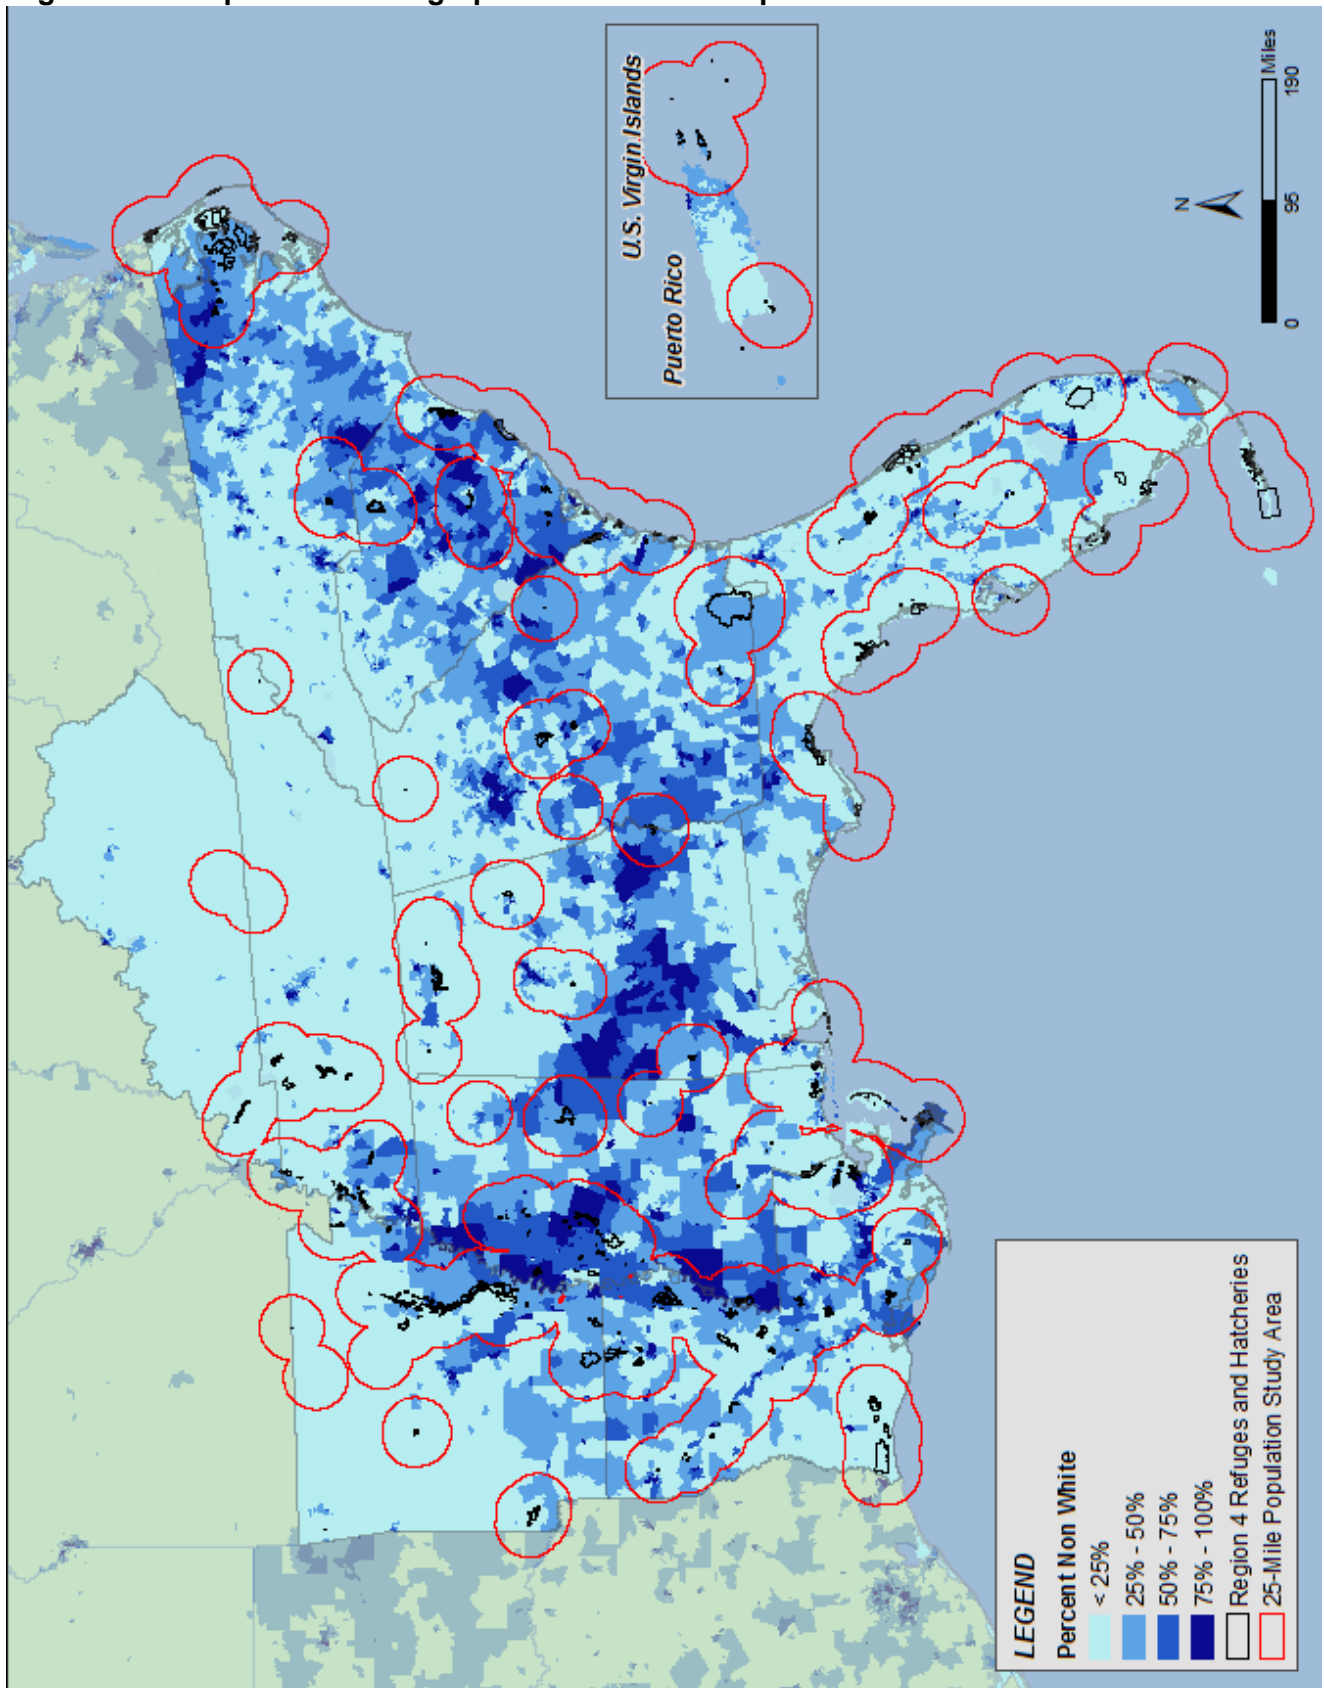 U.S. Virgin Islands
Puerto Rico
N
0 95 190 Miles
LEGEND
Percent Non White
< 25%
25% - 50%
50% - 75%
75% - 100%
Region 4 Refuges and Hatcheries
25-Mile Population Study Area